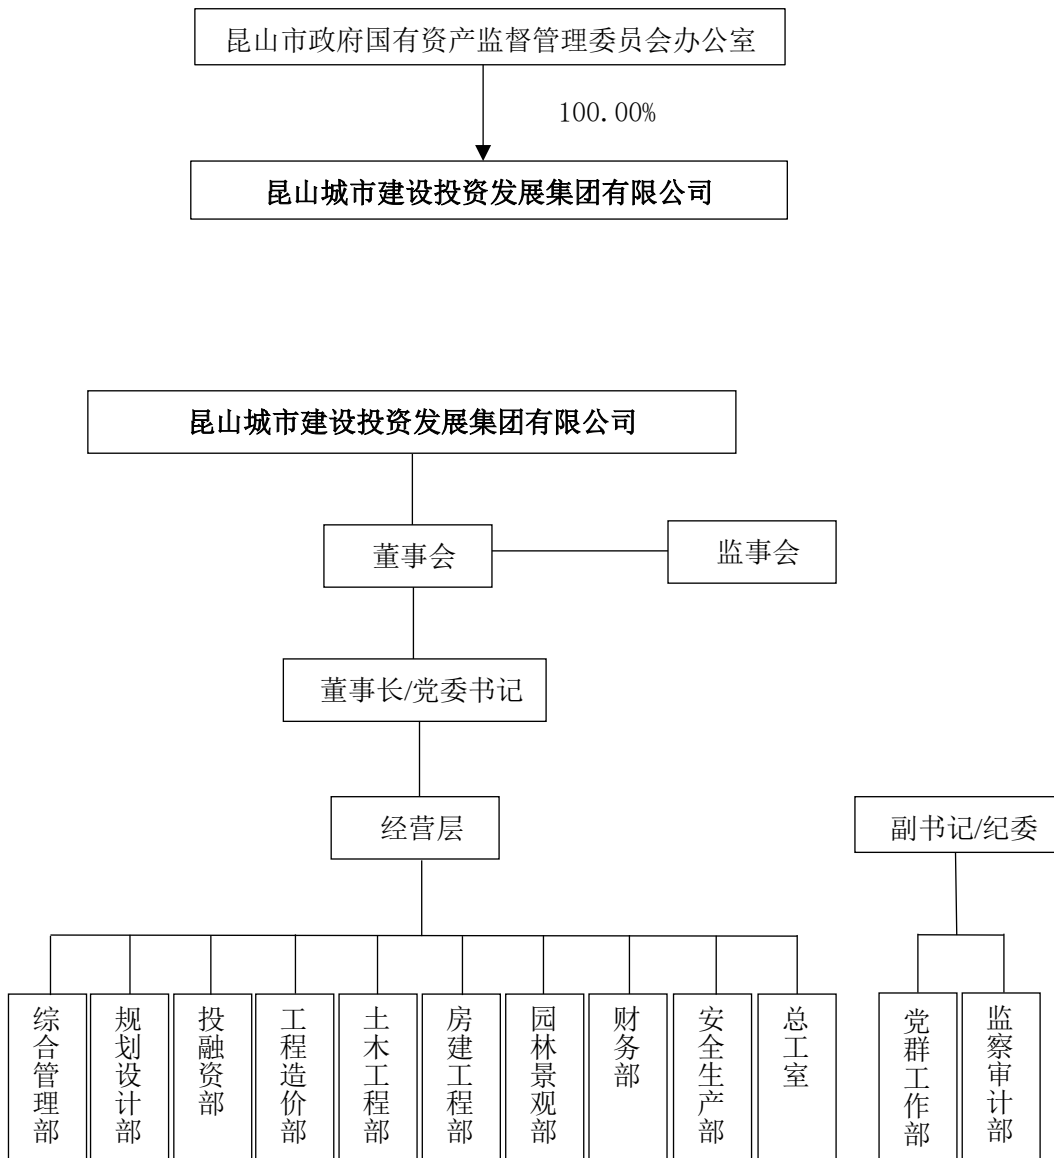 昆山市政府国有资产监督管理委员会办公室
100.00%
昆山城市建设投资发展集团有限公司
昆山城市建设投资发展集团有限公司
董事会
监事会
董事长/党委书记
经营层
副书记/纪委
综合管理部
规划设计部
投融资部
工程造价部
土木工程部
房建工程部
园林景观部
财务部
安全生产部
总工室
党群工作部
监察审计部